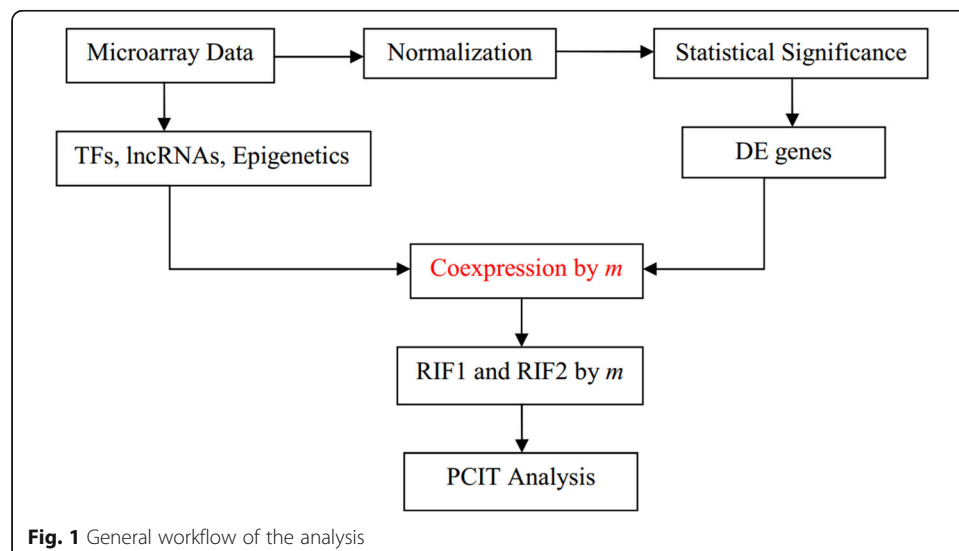 Microarray Data
Normalization
Statistical Significance
TFs, lncRNAs, Epigenetics
DE genes
Coexpression by m
RIF1 and RIF2 by m
PCIT Analysis
Fig. 1 General workflow of the analysis